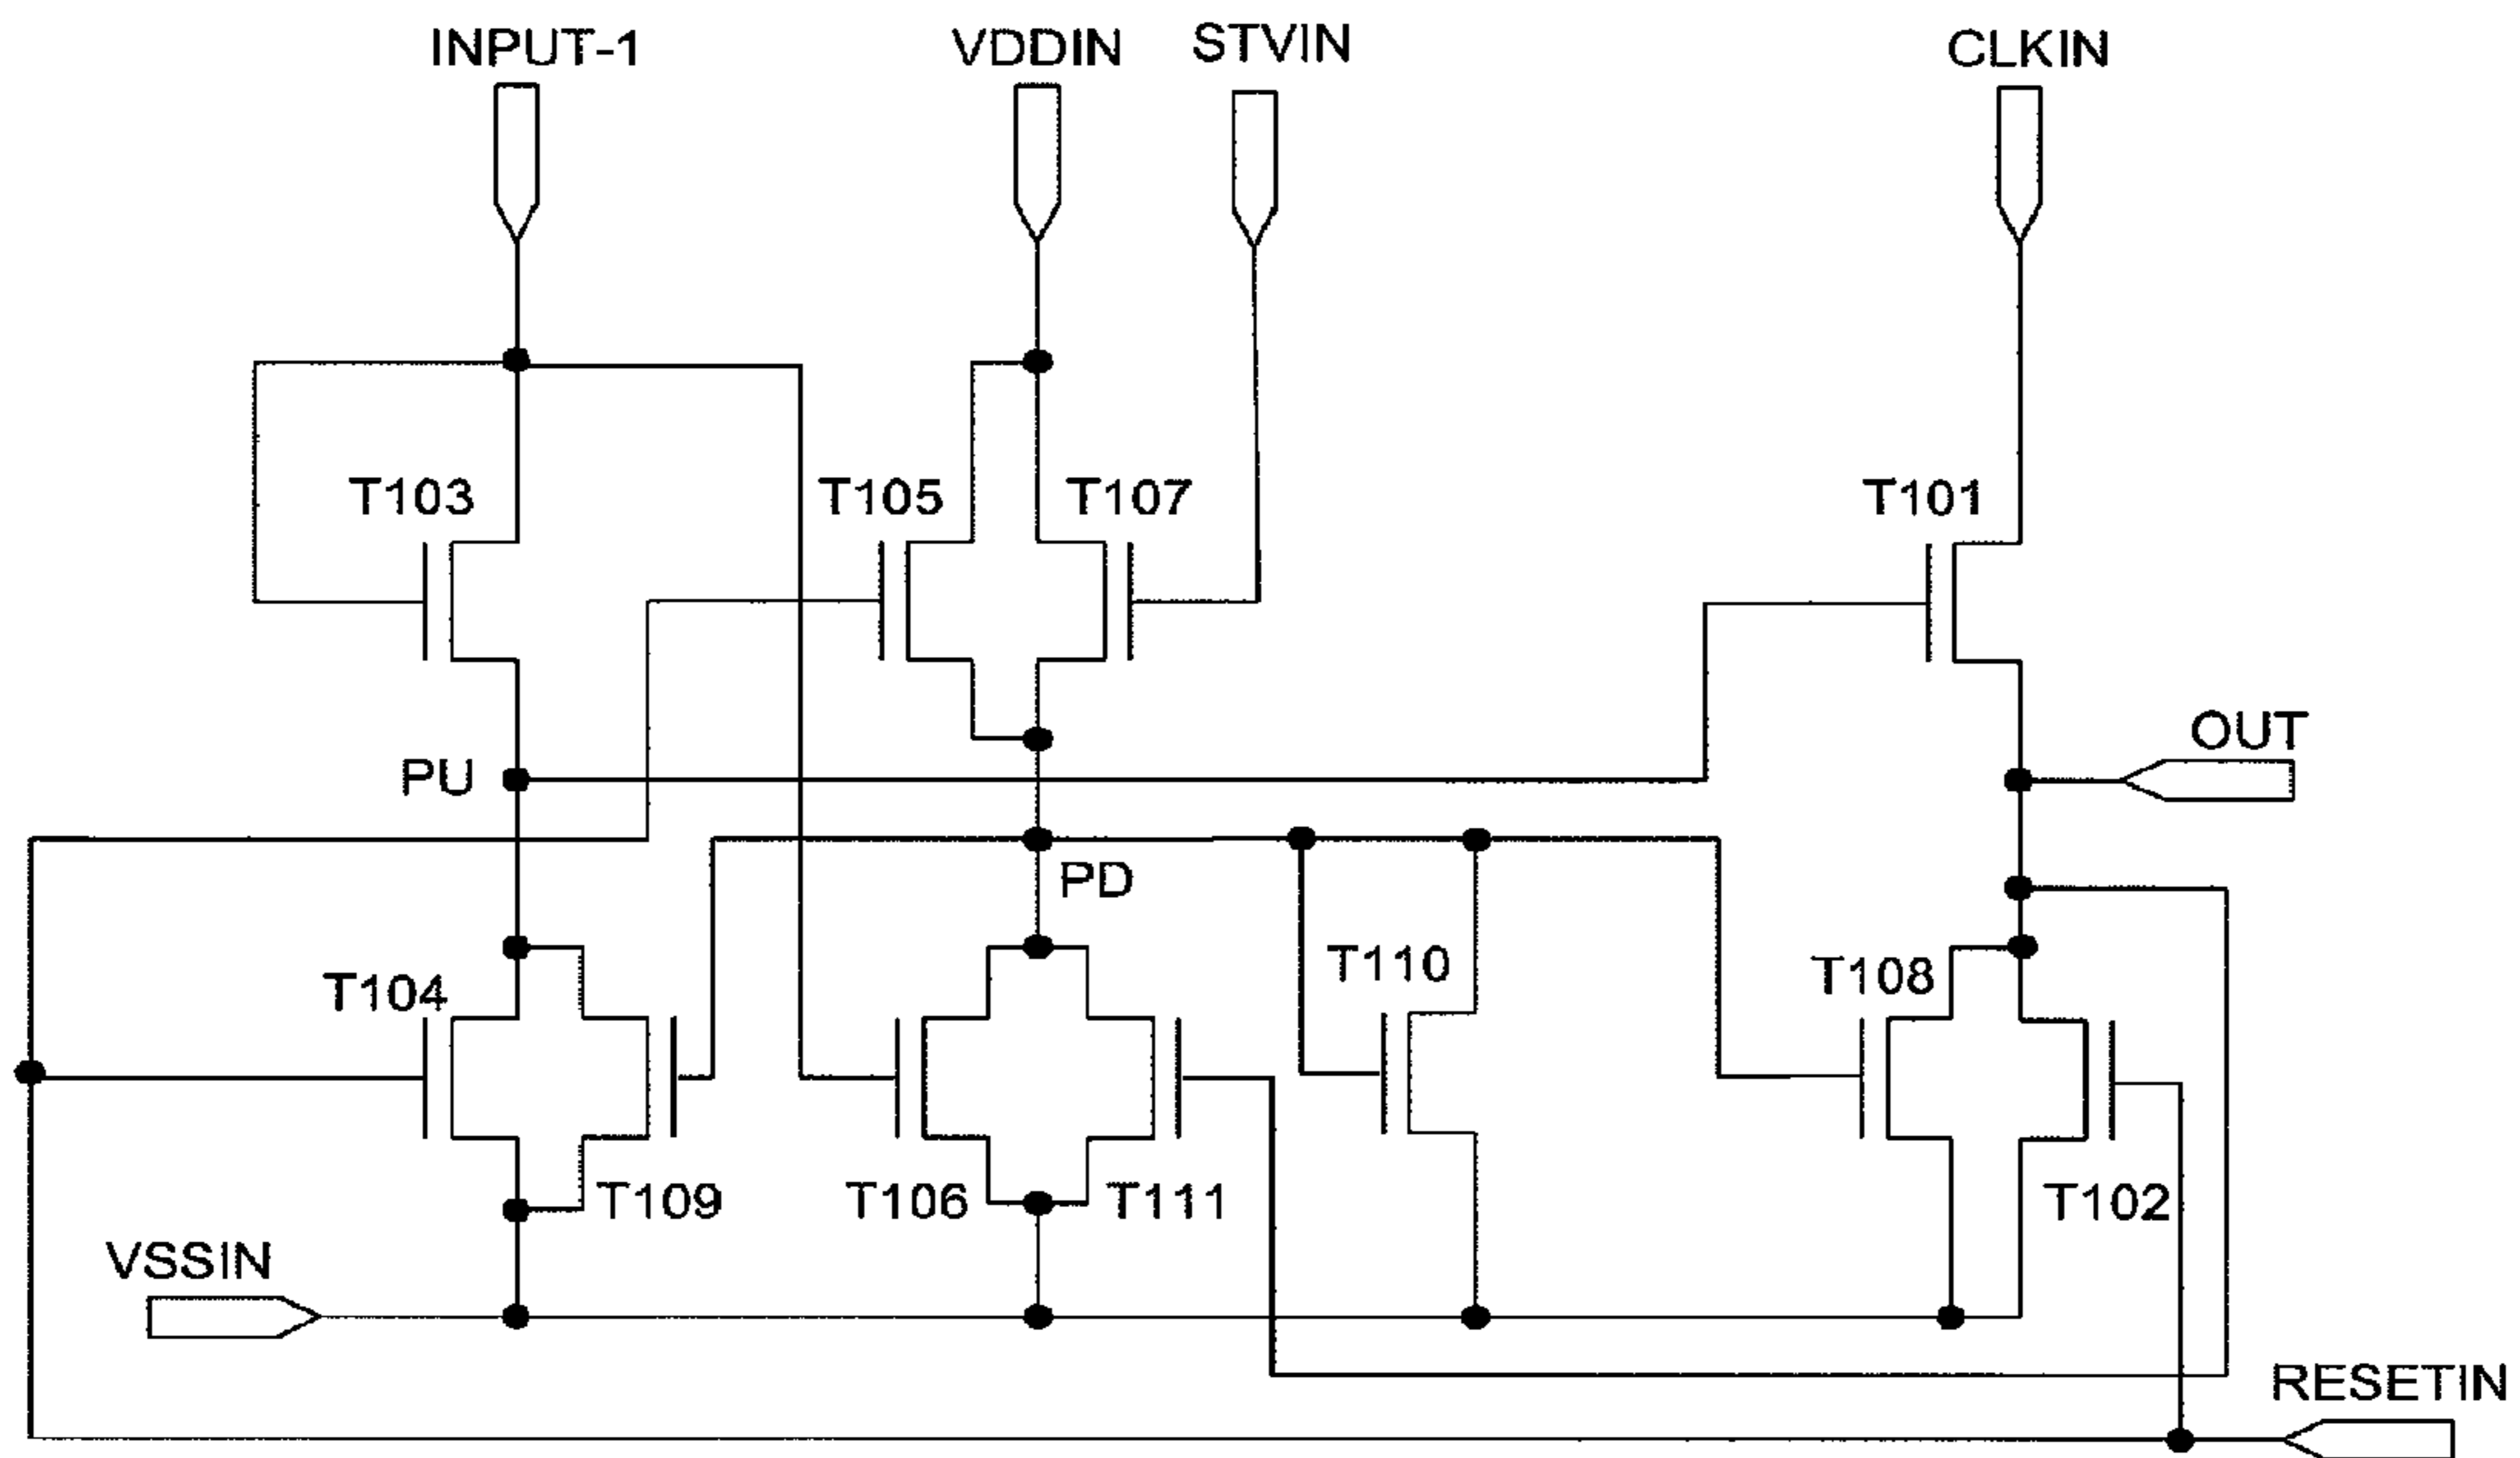 INPUT-1
VDDIN
STVIN
CLKIN
T103
T105
T107
T101
OUT
PU
PD
T110
T108
T104
T109
T106
T111
T102
VSSIN
RESETIN